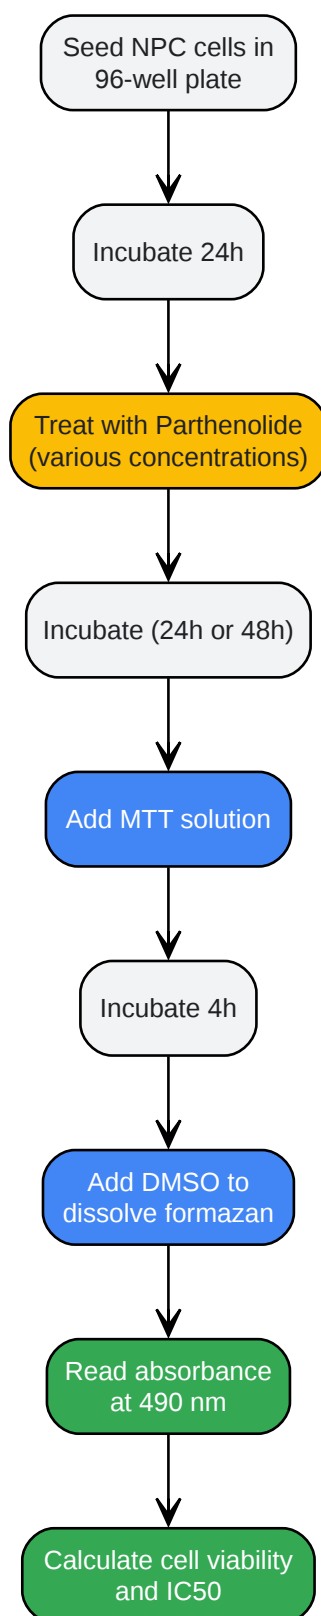 Seed NPC cells in
96-well plate
Incubate 24h
Treat with Parthenolide
(various concentrations)
Incubate (24h or 48h)
Add MTT solution
Incubate 4h
Add DMSO to
dissolve formazan
Read absorbance
at 490 nm
Calculate cell viability
and IC50